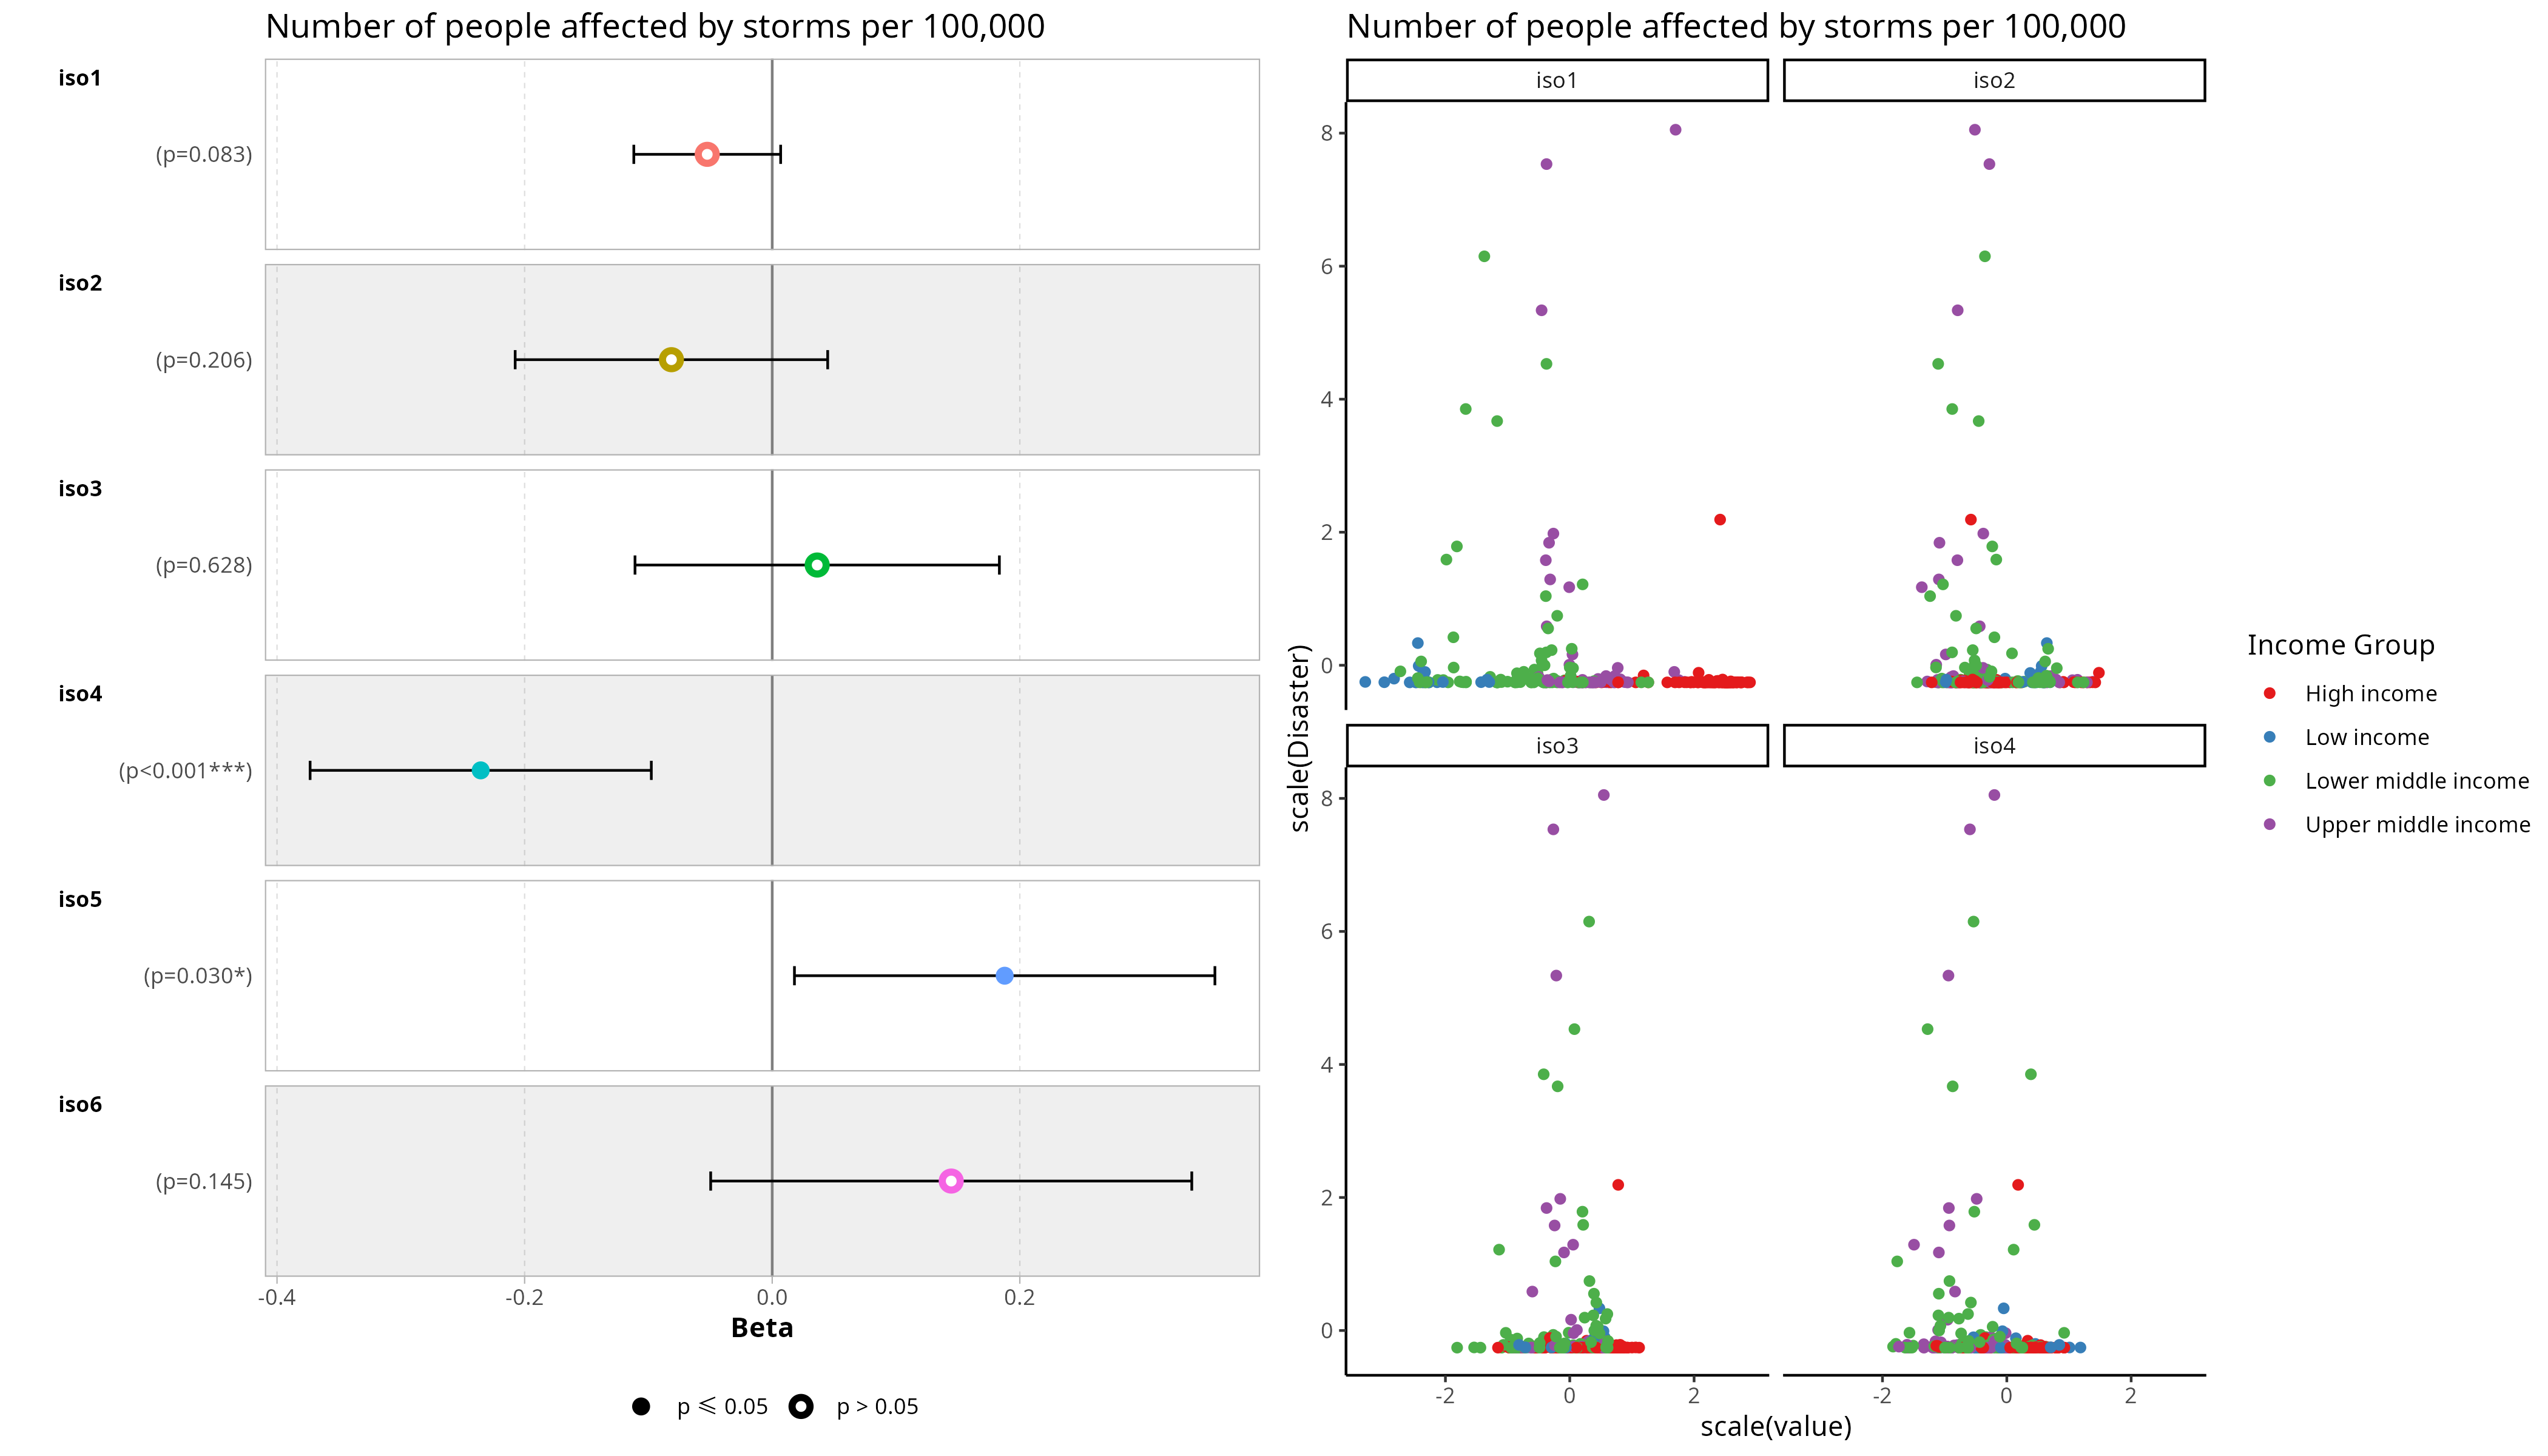 Number of people affected by storms per 100,000
iso1
(p=0.083)
iso2
(p=0.206)
iso3
(p=0.628)
iso4
(p<0.001***)
iso5
(p=0.030*)
iso6
(p=0.145)
-0.4 -0.2 0.0 0.2
Beta
p ⩽ 0.05 p > 0.05
Number of people affected by storms per 100,000
iso1 iso2
8
6
4
2
0
iso3 iso4
8
6
4
2
0
-2 0 2 -2 0 2
scale(Disaster)
scale(value)
Income Group
High income
Low income
Lower middle income
Upper middle income